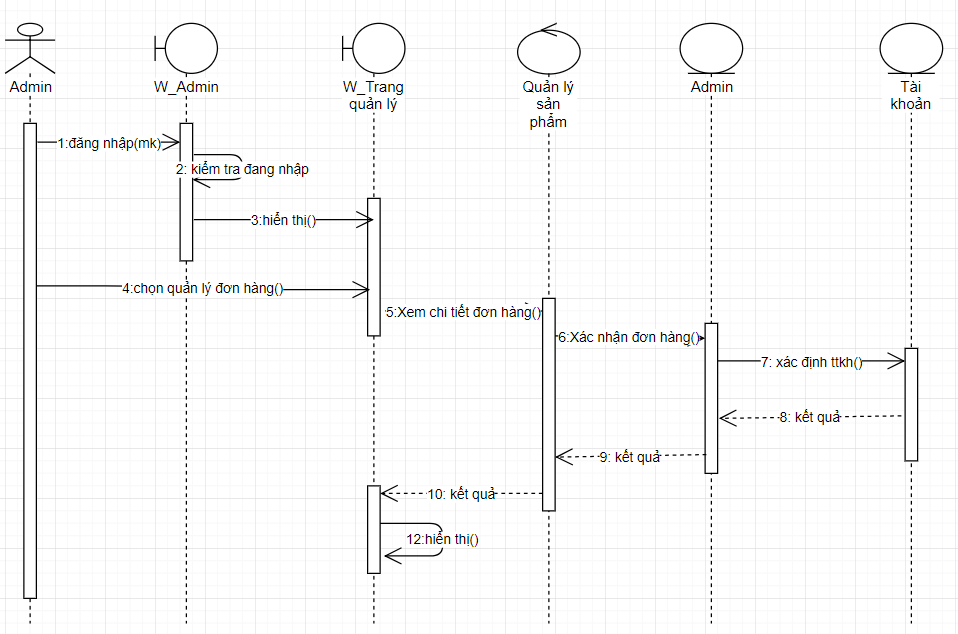 Admin
W_Admin
W_Trang
quản lý
Quản lý
sản
phẩm
Admin
Tài
khoản
1:đăng nhập(mk)
2: kiểm tra đang nhập
3:hiển thị()
4:chọn quản lý đơn hàng()
5:Xem chi tiết đơn hàng()
6:Xác nhận đơn hàng()
7: xác định ttkh()
8: kết quả
9: kết quả
10: kết quả
12:hiển thị()